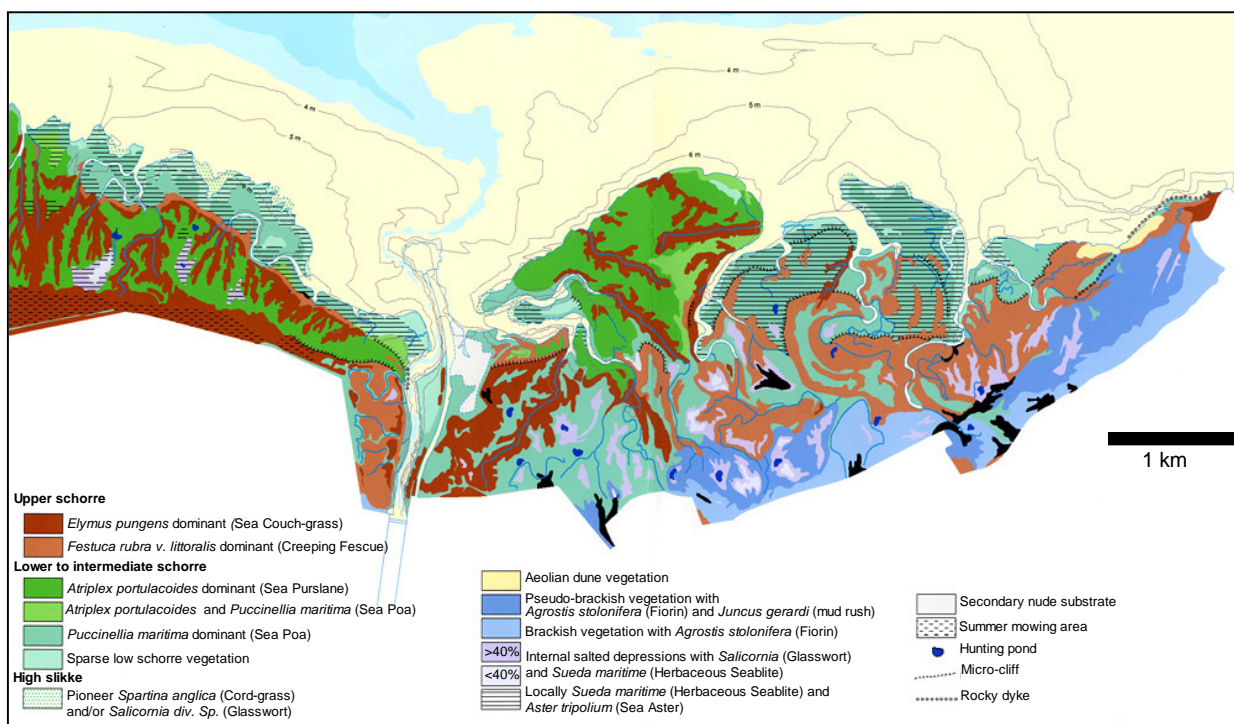 4 m
5 m
4 m
5 m
6 m
1 km
Upper schorre
Elymus pungens dominant (Sea Couch-grass)
Festuca rubra v. littoralis dominant (Creeping Fescue)
Lower to intermediate schorre
Atriplex portulacoides dominant (Sea Purslane)
Atriplex portulacoides and Puccinellia maritima (Sea Poa)
Puccinellia maritima dominant (Sea Poa)
Sparse low schorre vegetation
High slikke
Pioneer Spartina anglica (Cord-grass)
and/or Salicornia div. Sp. (Glasswort)
Aeolian dune vegetation
Pseudo-brackish vegetation with
Agrostis stolonifera (Fiorin) and Juncus gerardi (mud rush)
Brackish vegetation with Agrostis stolonifera (Fiorin)
>40% Internal salted depressions with Salicornia (Glasswort)
<40% and Sueda maritime (Herbaceous Seablite)
Locally Sueda maritime (Herbaceous Seablite) and
Aster tripolium (Sea Aster)
Secondary nude substrate
Summer mowing area
Hunting pond
Micro-cliff
Rocky dyke